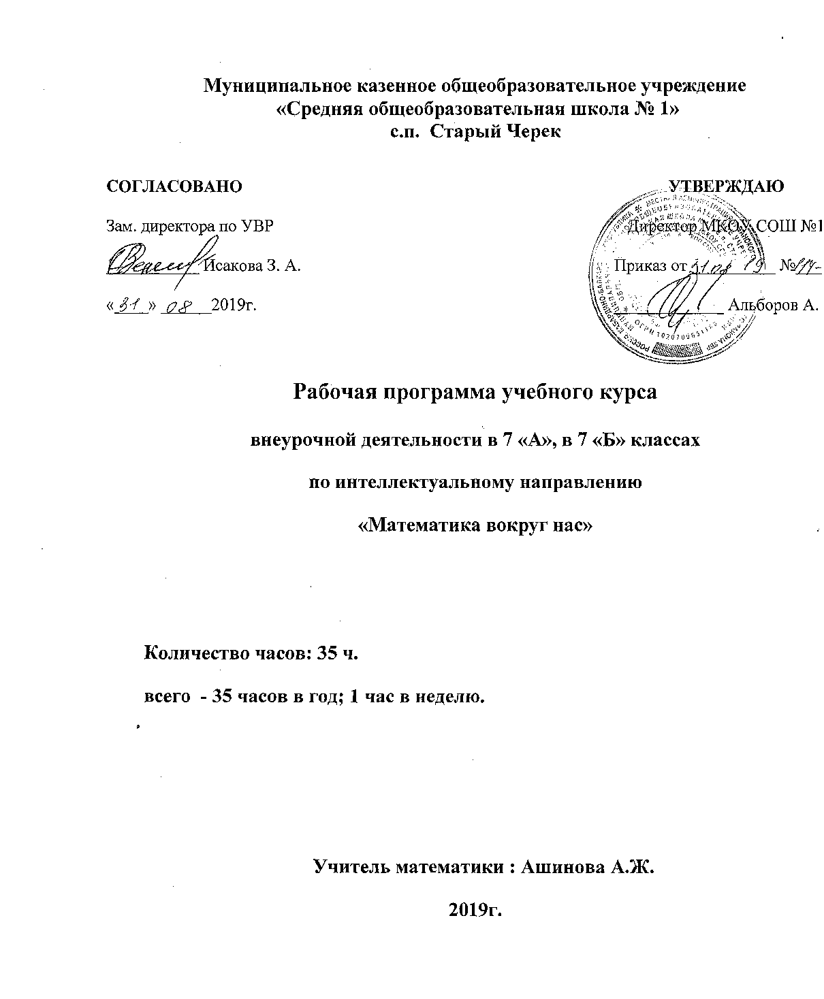 Муниципальное казенное общеобразовательное учреждение
«Средняя общеобразовательная школа № 1»
с.п. Старый Черек
СОГЛАСОВАНО
УТВЕРЖДАЮ
Зам. директора по УВР
Директор МКОУ СОШ №1
Исакова З. А.
Приказ от 31.08 19 №
«31» 08 2019г.
Альборов А.
ОГРН
Рабочая программа учебного курса
внеурочной деятельности в 7 «А», в 7 «Б» классах
по интеллектуальному направлению
«Математика вокруг нас»
Количество часов: 35 ч.
всего - 35 часов в год; 1 час в неделю.
Учитель математики : Ашинова А.Ж.
2019г.